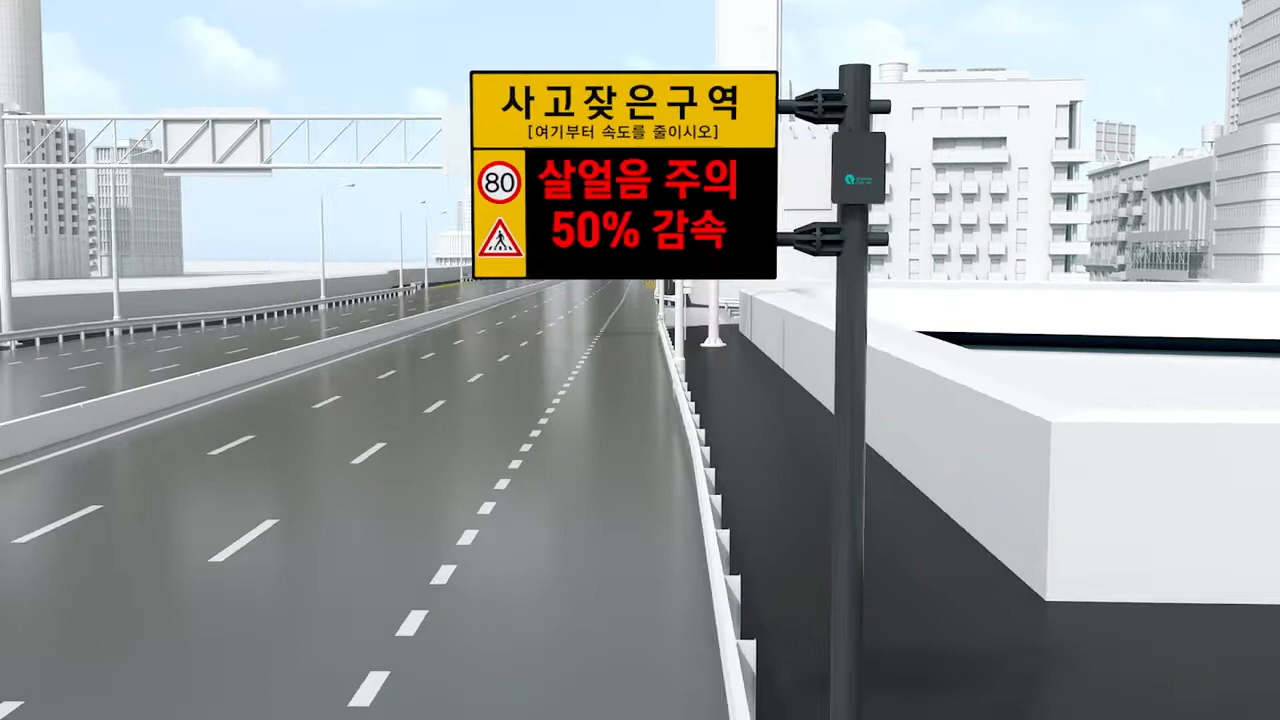 사고잦은구역
[여기부터 속도를 줄이시오]
80
살얼음 주의
50% 감속